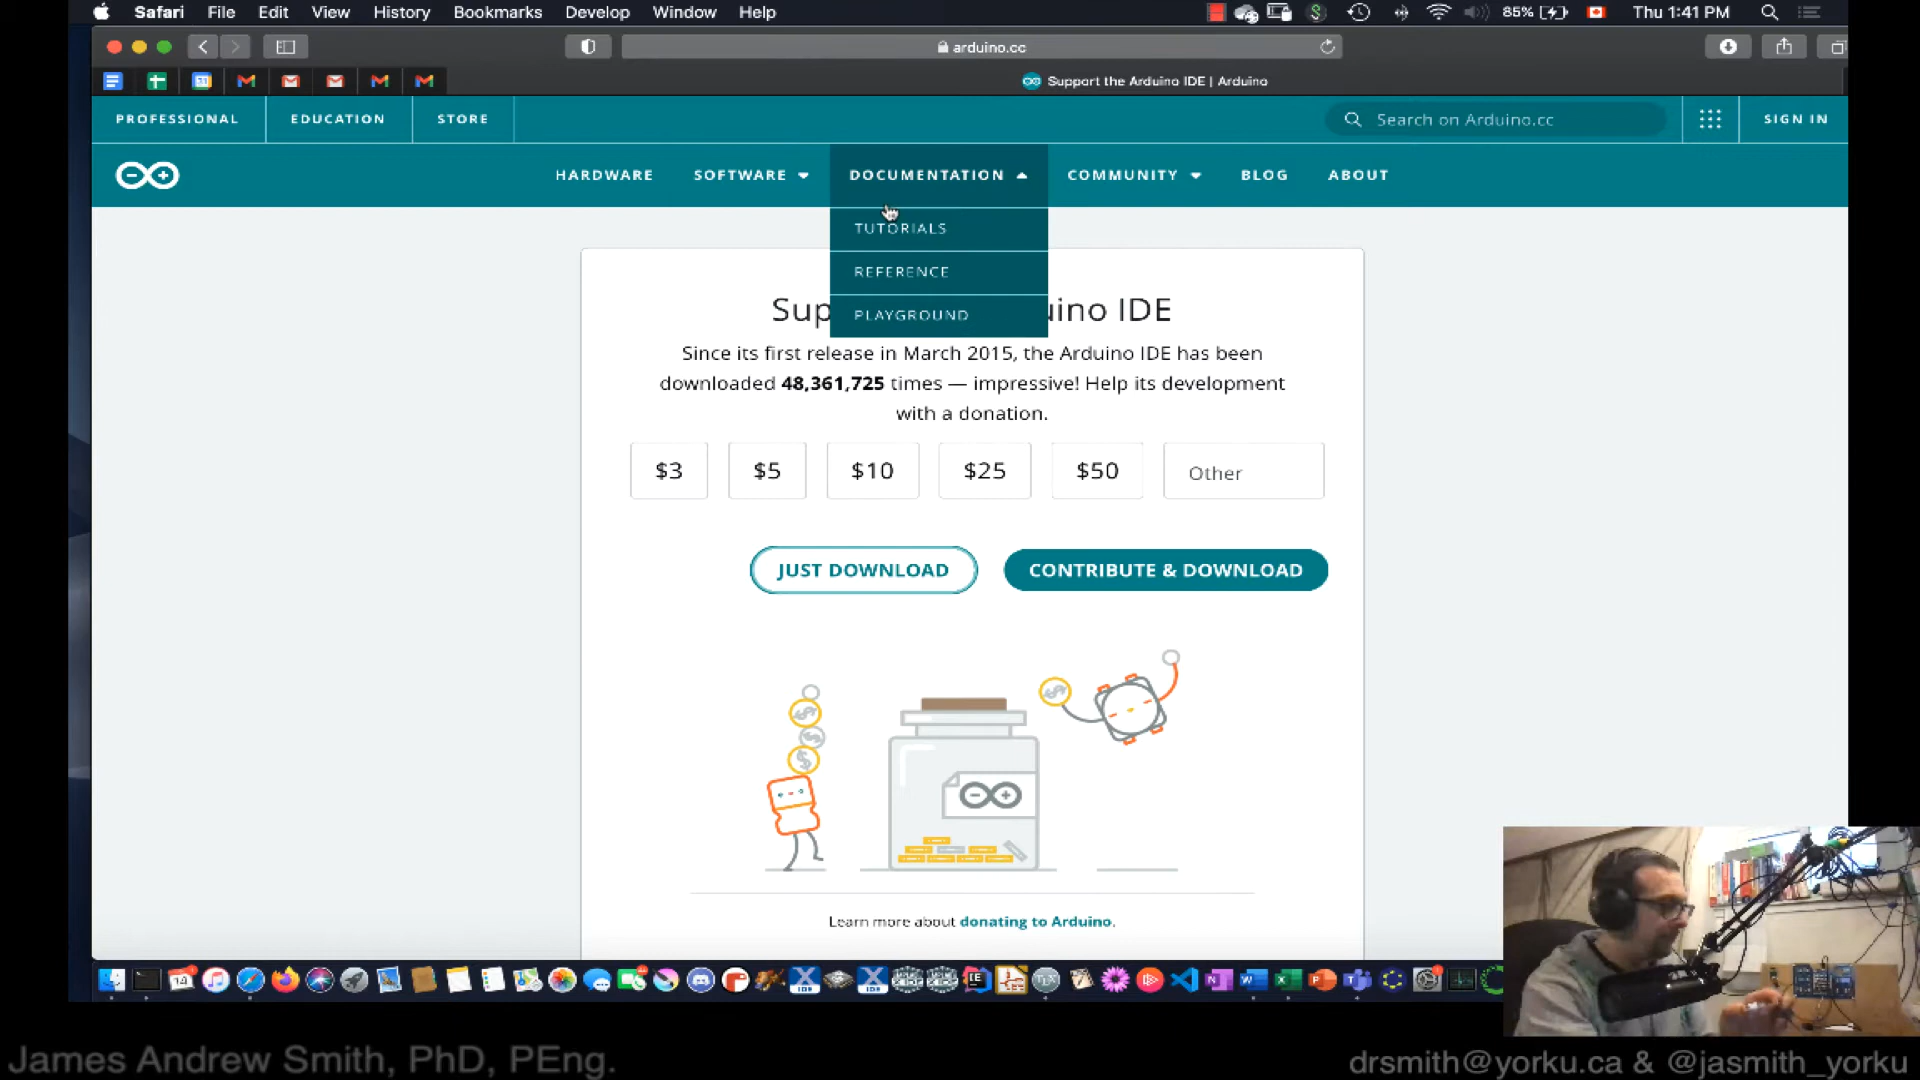 Safari File Edit View History Bookmarks Develop Window Help 85% Thu 1:41 PM
arduino.cc
Support the Arduino IDE | Arduino
PROFESSIONAL EDUCATION STORE Search on Arduino.cc SIGN IN
HARDWARE SOFTWARE DOCUMENTATION COMMUNITY BLOG ABOUT
TUTORIALS
REFERENCE
PLAYGROUND
Sup uino IDE
Since its first release in March 2015, the Arduino IDE has been
downloaded 48,361,725 times — impressive! Help its development
with a donation.
$3 $5 $10 $25 $50 Other
JUST DOWNLOAD CONTRIBUTE & DOWNLOAD
Learn more about donating to Arduino.
James Andrew Smith, PhD, PEng.
drsmith@yorku.ca & @jasmith_yorku